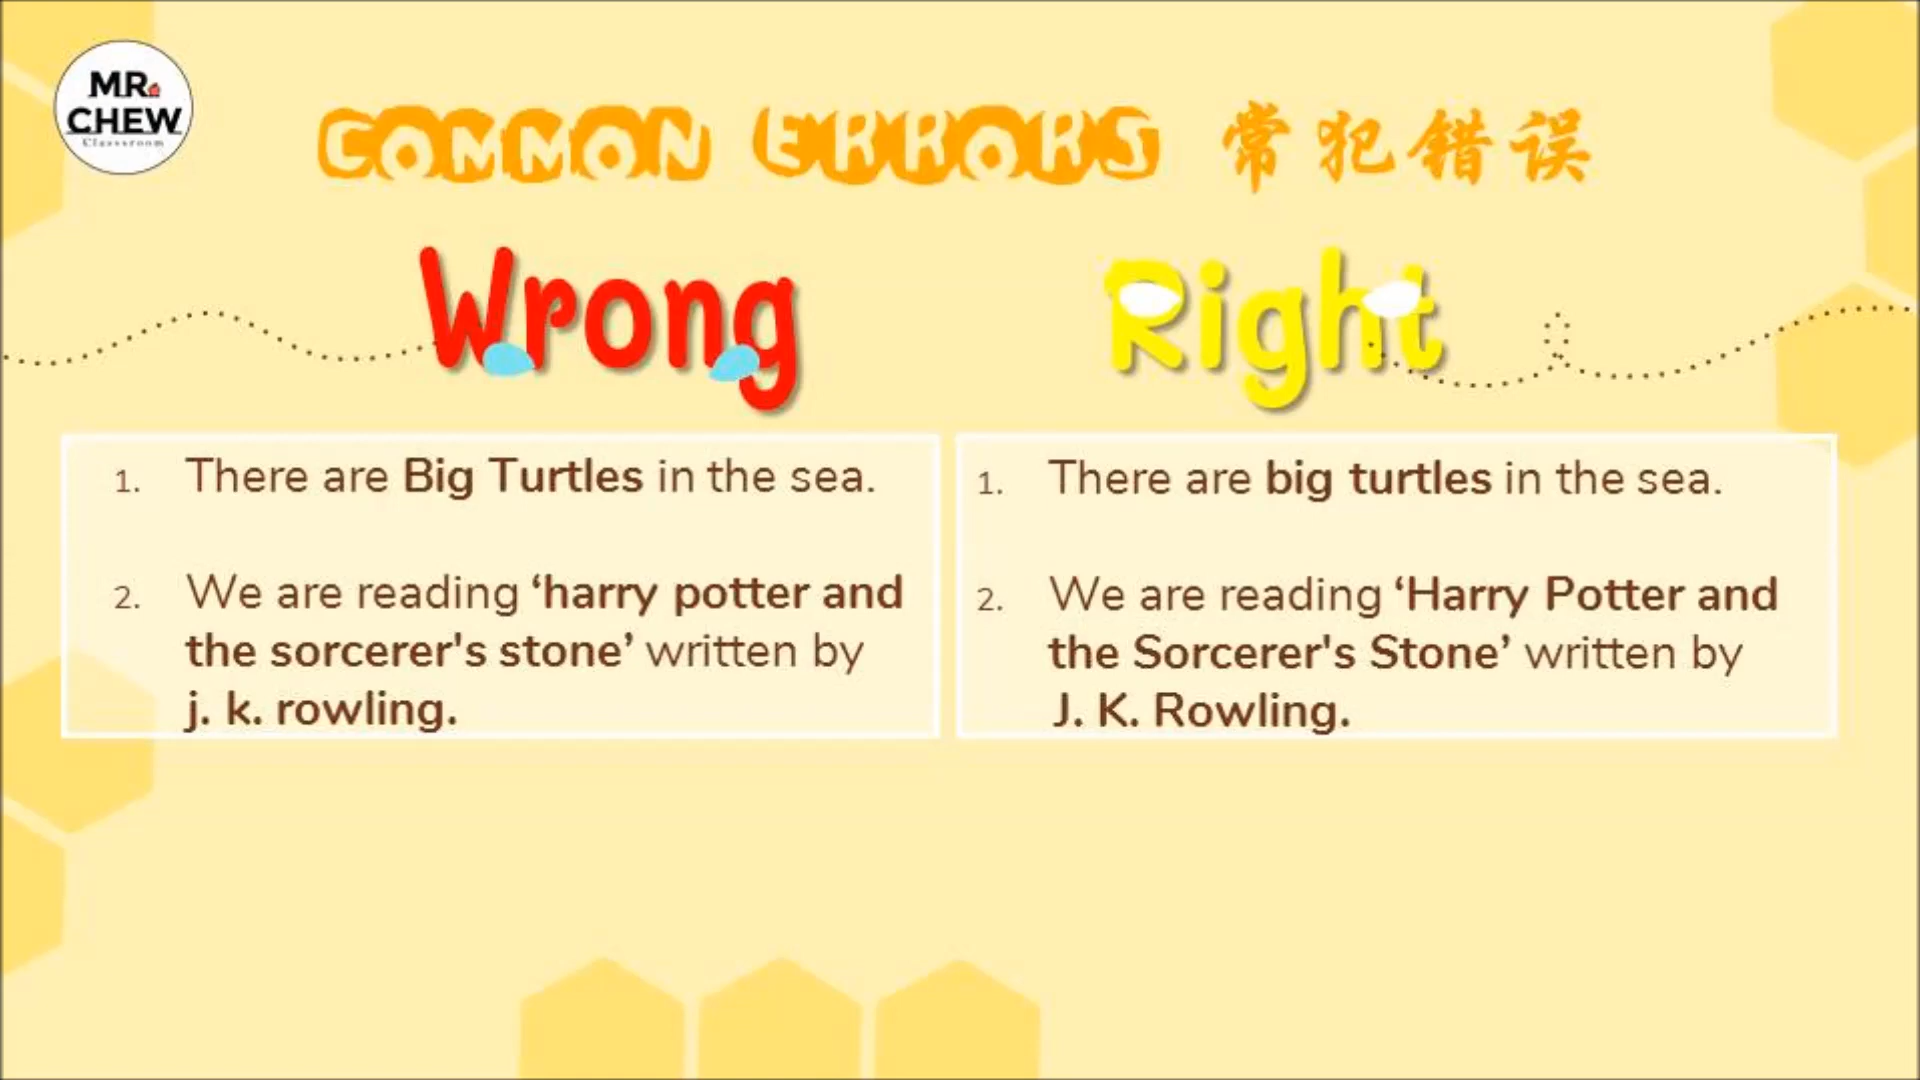 MR.
CHEW
Classroom
COMMON ERRORS 常犯错误
Wrong
Right
1. There are Big Turtles in the sea.
2. We are reading ‘harry potter and
the sorcerer's stone’ written by
j. k. rowling.
1. There are big turtles in the sea.
2. We are reading ‘Harry Potter and
the Sorcerer's Stone’ written by
J. K. Rowling.